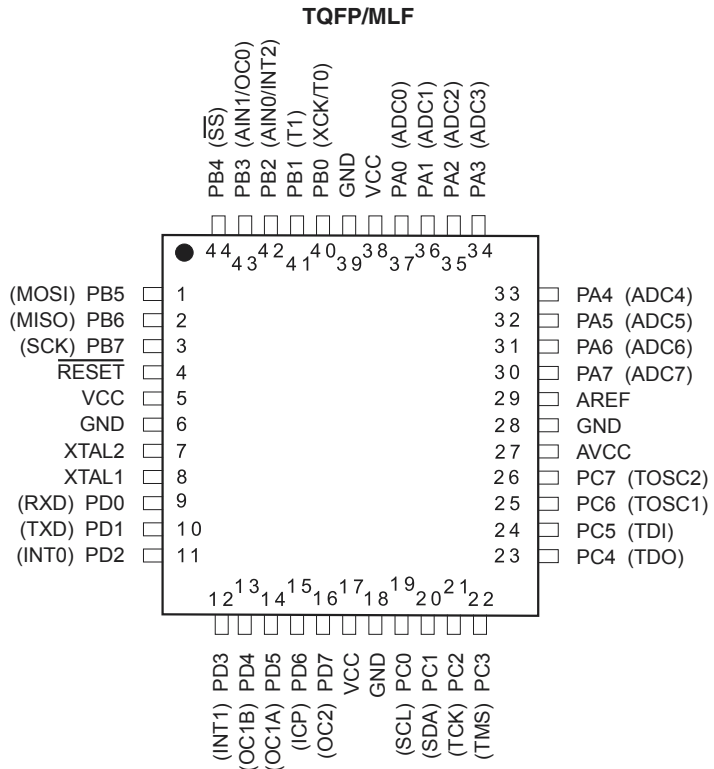 TQFP/MLF
PB4 (SS)
PB3 (AIN1/OC0)
PB2 (AIN0/INT2)
PB1 (T1)
PB0 (XCK/T0)
GND
VCC
PA0 (ADC0)
PA1 (ADC1)
PA2 (ADC2)
PA3 (ADC3)
44 43 42 41 40 39 38 37 36 35 34
(MOSI) PB5 1 33 PA4 (ADC4)
(MISO) PB6 2 32 PA5 (ADC5)
(SCK) PB7 3 31 PA6 (ADC6)
RESET 4 30 PA7 (ADC7)
VCC 5 29 AREF
GND 6 28 GND
XTAL2 7 27 AVCC
XTAL1 8 26 PC7 (TOSC2)
(RXD) PD0 9 25 PC6 (TOSC1)
(TXD) PD1 10 24 PC5 (TDI)
(INT0) PD2 11 23 PC4 (TDO)
12 13 14 15 16 17 18 19 20 21 22
(INT1) PD3
(OC1B) PD4
(OC1A) PD5
(ICP) PD6
(OC2) PD7
VCC
GND
(SCL) PC0
(SDA) PC1
(TCK) PC2
(TMS) PC3